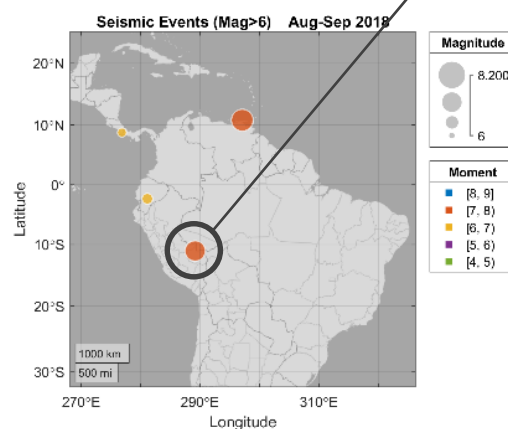 Seismic Events (Mag>6) Aug-Sep 2018
Magnitude
8.200
6
Moment
[8, 9]
[7, 8)
[6, 7)
[5, 6)
[4, 5)
20°N
10°N
0°
10°S
20°S
30°S
Latitude
1000 km
500 mi
270°E
290°E
310°E
Longitude